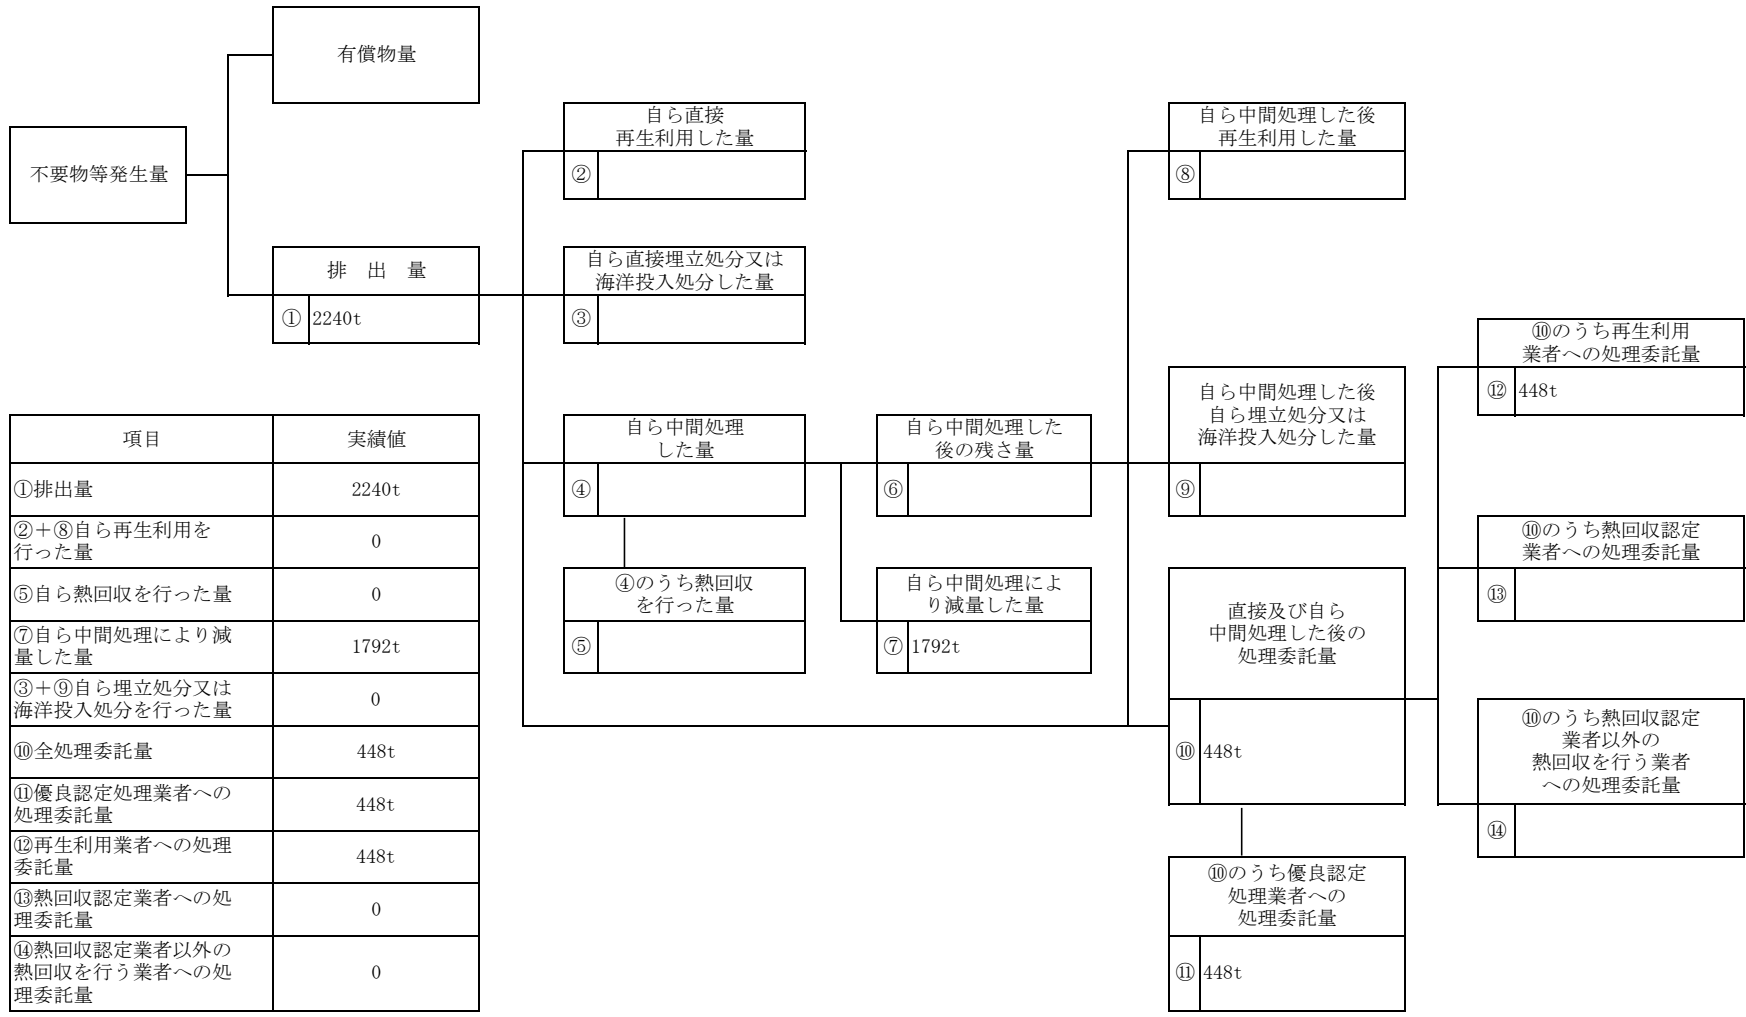 有償物量
不要物等発生量
排　出　量
① 2240t
自ら直接
再生利用した量
②
自ら直接埋立処分又は
海洋投入処分した量
③
自ら中間処理
した量
④
④のうち熱回収
を行った量
⑤
自ら中間処理した
後の残さ量
⑥
自ら中間処理によ
り減量した量
⑦ 1792t
自ら中間処理した後
再生利用した量
⑧
自ら中間処理した後
自ら埋立処分又は
海洋投入処分した量
⑨
直接及び自ら
中間処理した後の
処理委託量
⑩ 448t
⑩のうち優良認定
処理業者への
処理委託量
⑪ 448t
⑩のうち再生利用
業者への処理委託量
⑫ 448t
⑩のうち熱回収認定
業者への処理委託量
⑬
⑩のうち熱回収認定
業者以外の
熱回収を行う業者
への処理委託量
⑭
項目 実績値
①排出量 2240t
②＋⑧自ら再生利用を
行った量 0
⑤自ら熱回収を行った量 0
⑦自ら中間処理により減
量した量 1792t
③＋⑨自ら埋立処分又は
海洋投入処分を行った量 0
⑩全処理委託量 448t
⑪優良認定処理業者への
処理委託量 448t
⑫再生利用業者への処理
委託量 448t
⑬熱回収認定業者への処
理委託量 0
⑭熱回収認定業者以外の
熱回収を行う業者への処
理委託量 0